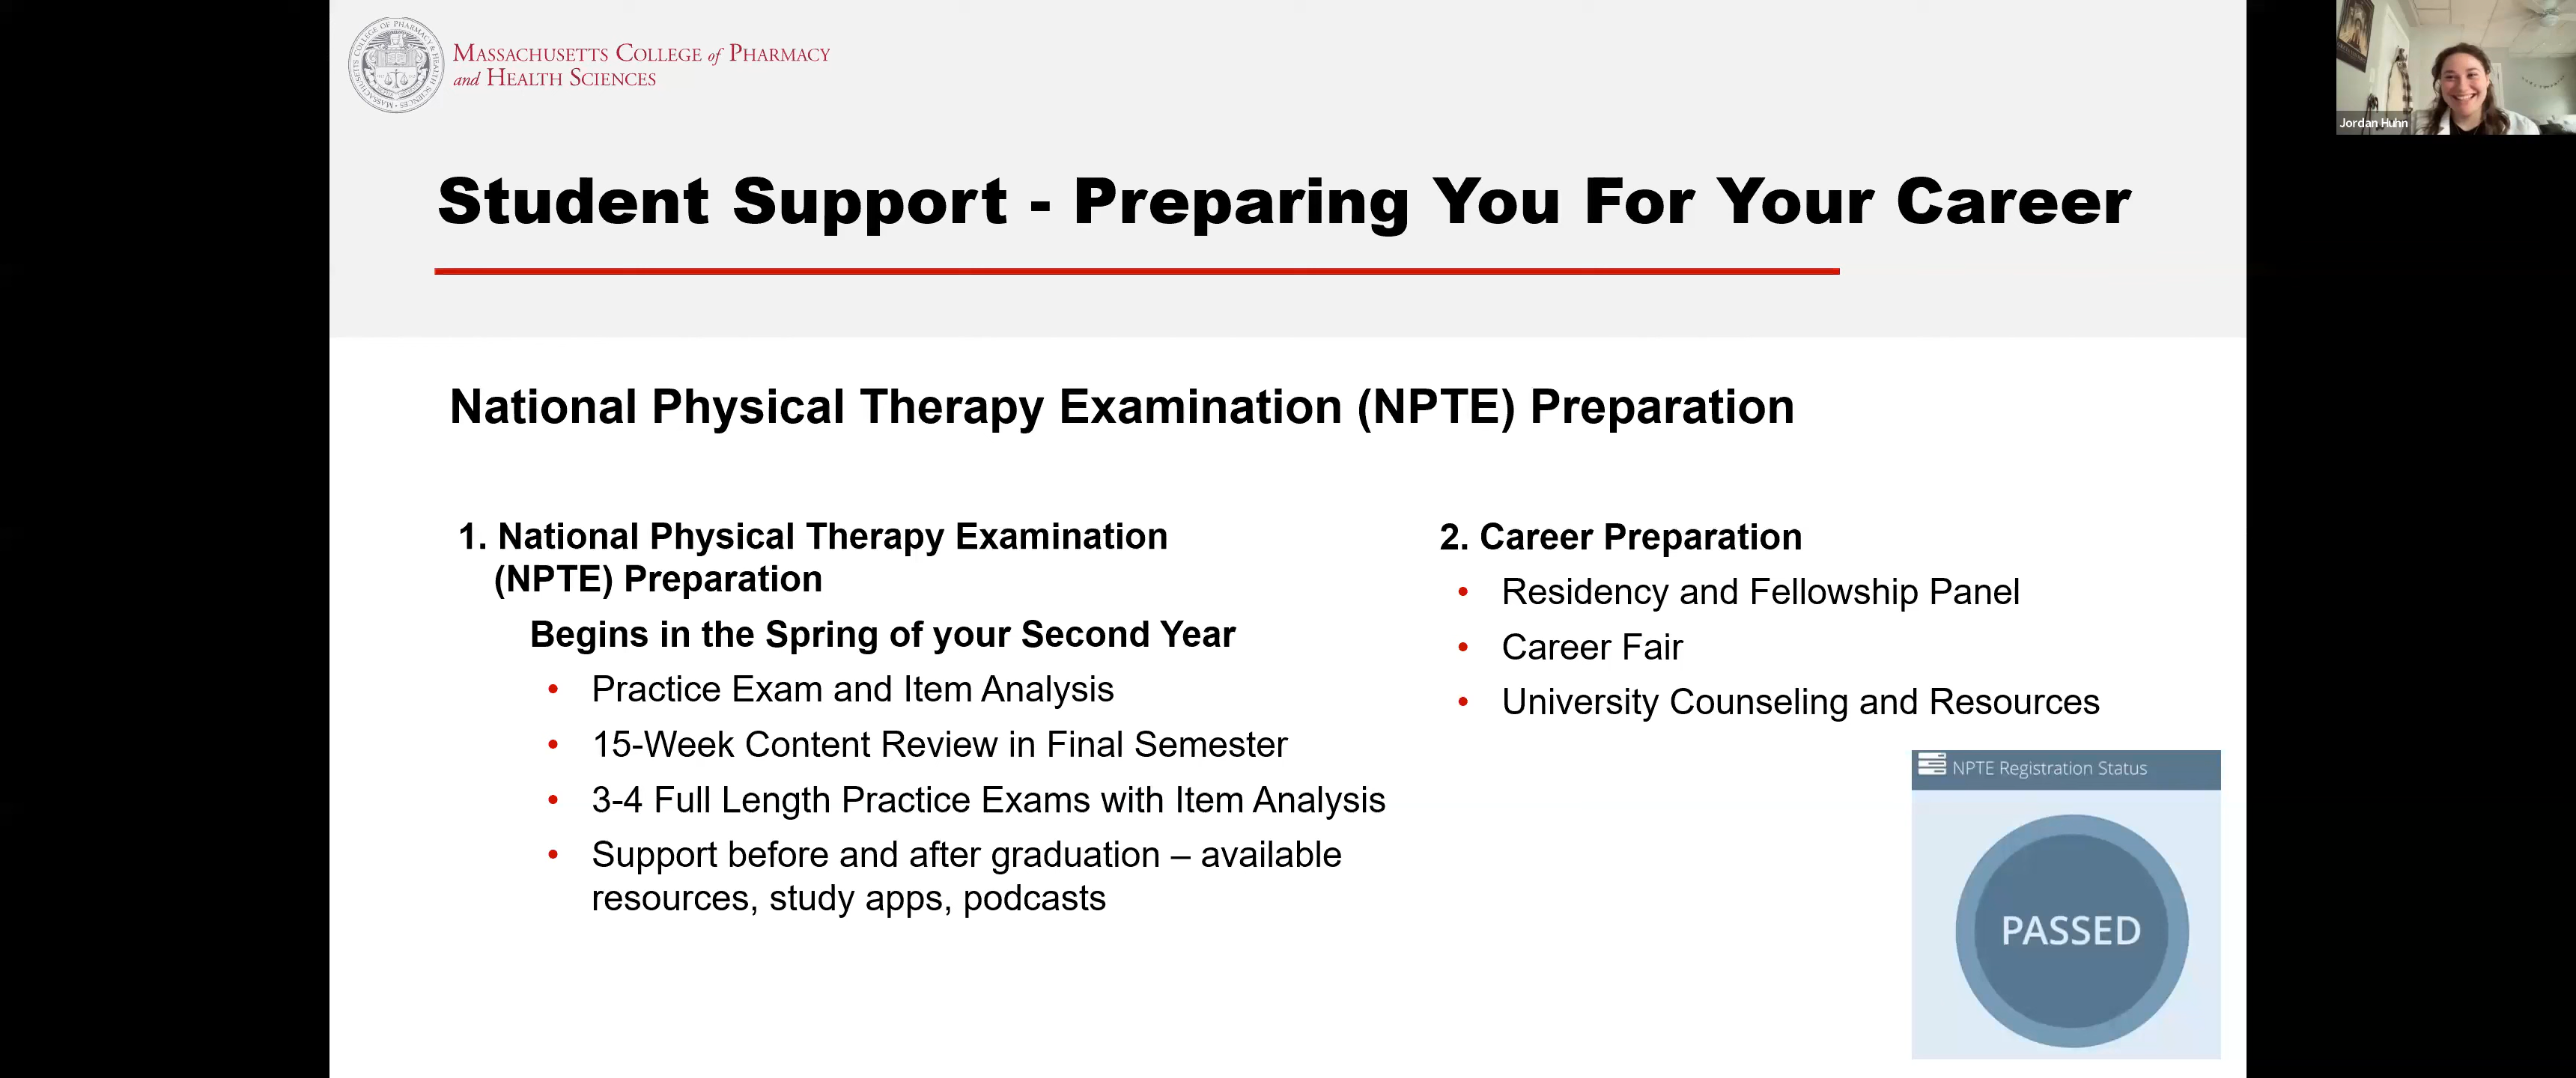 MASSACHUSETTS COLLEGE of PHARMACY
and HEALTH SCIENCES
Jordan Huhn
Student Support - Preparing You For Your Career
National Physical Therapy Examination (NPTE) Preparation
1. National Physical Therapy Examination
(NPTE) Preparation
Begins in the Spring of your Second Year
• Practice Exam and Item Analysis
• 15-Week Content Review in Final Semester
• 3-4 Full Length Practice Exams with Item Analysis
• Support before and after graduation – available
resources, study apps, podcasts
2. Career Preparation
• Residency and Fellowship Panel
• Career Fair
• University Counseling and Resources
NPTE Registration Status
PASSED